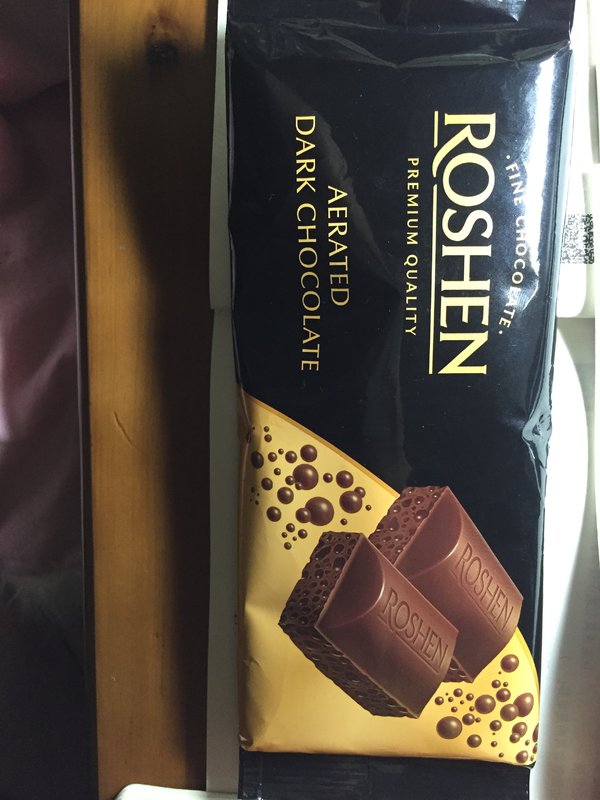 ·FINE CHOCOLATE·
ROSHEN
PREMIUM QUALITY
AERATED
DARK CHOCOLATE
ROSHEN
ROSHEN